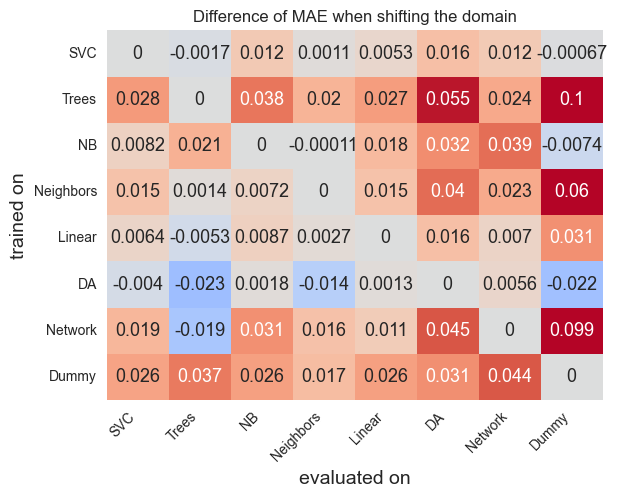 Difference of MAE when shifting the domain
SVC 0 -0.0017 0.012 0.0011 0.0053 0.016 0.012 -0.00067
Trees 0.028 0 0.038 0.02 0.027 0.055 0.024 0.1
NB 0.0082 0.021 0 -0.00011 0.018 0.032 0.039 -0.0074
Neighbors 0.015 0.0014 0.0072 0 0.015 0.04 0.023 0.06
Linear 0.0064 -0.0053 0.0087 0.0027 0 0.016 0.007 0.031
DA -0.004 -0.023 0.0018 -0.014 0.0013 0 0.0056 -0.022
Network 0.019 -0.019 0.031 0.016 0.011 0.045 0 0.099
Dummy 0.026 0.037 0.026 0.017 0.026 0.031 0.044 0
trained on
SVC Trees NB Neighbors Linear DA Network Dummy
evaluated on